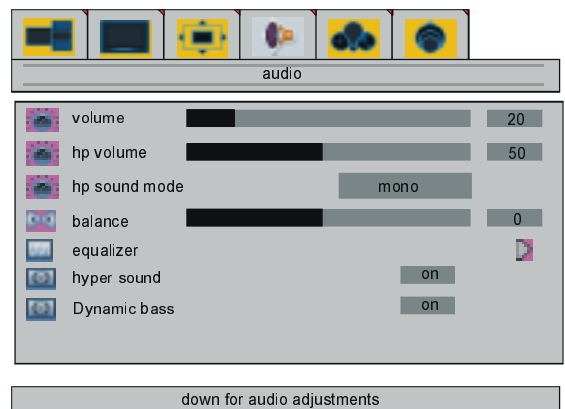 audio
volume 20
hp volume 50
hp sound mode mono
balance 0
equalizer
hyper sound on
Dynamic bass on
down for audio adjustments